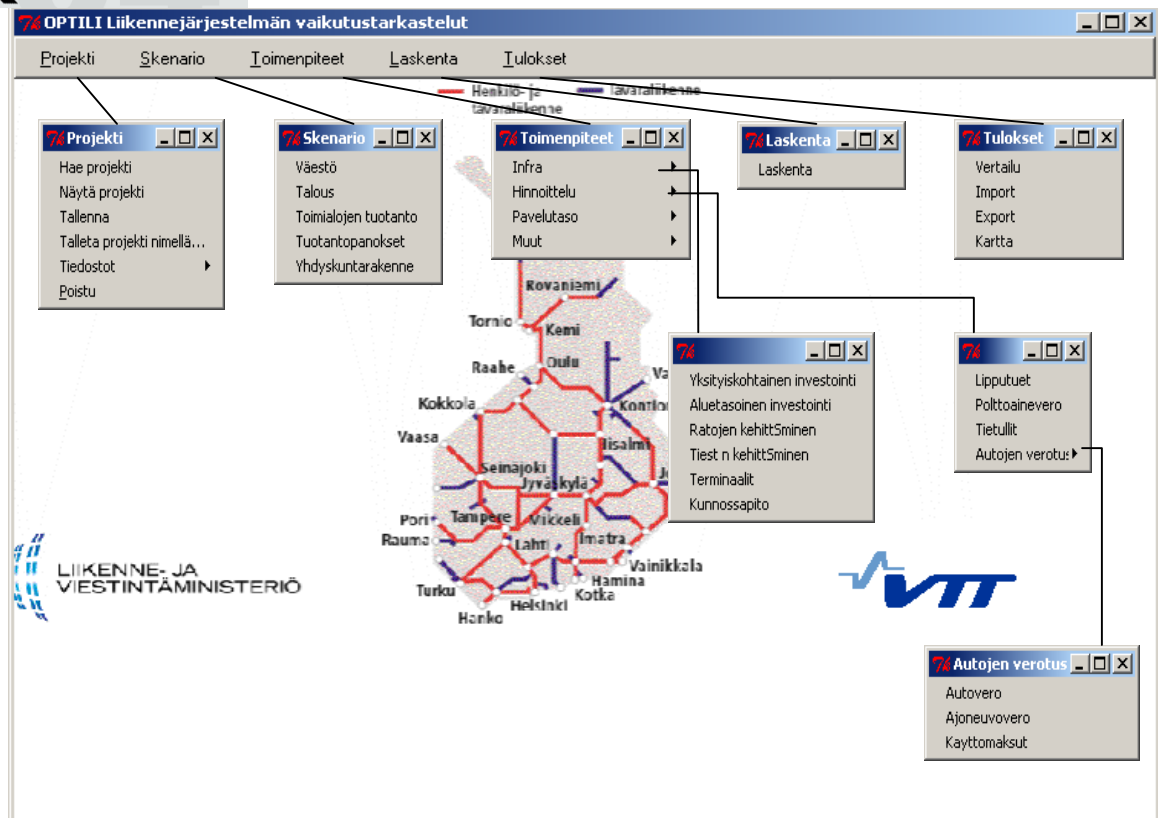 OPTILI Liikennejärjestelmän vaikutustarkastelut
Projekti Skenario Toimenpiteet Laskenta Tulokset
Henkilö- ja
tavaraliikenne
Tavaraliikenne
Projekti
Hae projekti
Näytä projekti
Tallenna
Talleta projekti nimellä...
Tiedostot
Poistu
Skenario
Väestö
Talous
Toimialojen tuotanto
Tuotantopanokset
Yhdyskuntarakenne
Toimenpiteet
Infra
Hinnoittelu
Pavelutaso
Muut
Laskenta
Laskenta
Tulokset
Vertailu
Import
Export
Kartta
Yksityiskohtainen investointi
Aluetasoinen investointi
Ratojen kehittSminen
Tiest n kehittSminen
Terminaalit
Kunnossapito
Lipputuet
Polttoainevero
Tietullit
Autojen verotus
Autojen verotus
Autovero
Ajoneuvovero
Kayttomaksut
Rovaniemi
Tornio
Kemi
Raahe
Oulu
Kokkola
Vaasa
Iisalmi
Seinäjoki
Jyväskylä
Pori
Tampere
Mikkeli
Rauma
Lahti
Imatra
Vainikkala
Hamina
Turku
Kotka
Helsinki
Hanko
LIIKENNE- JA
VIESTINTÄMINISTERIÖ
VTT